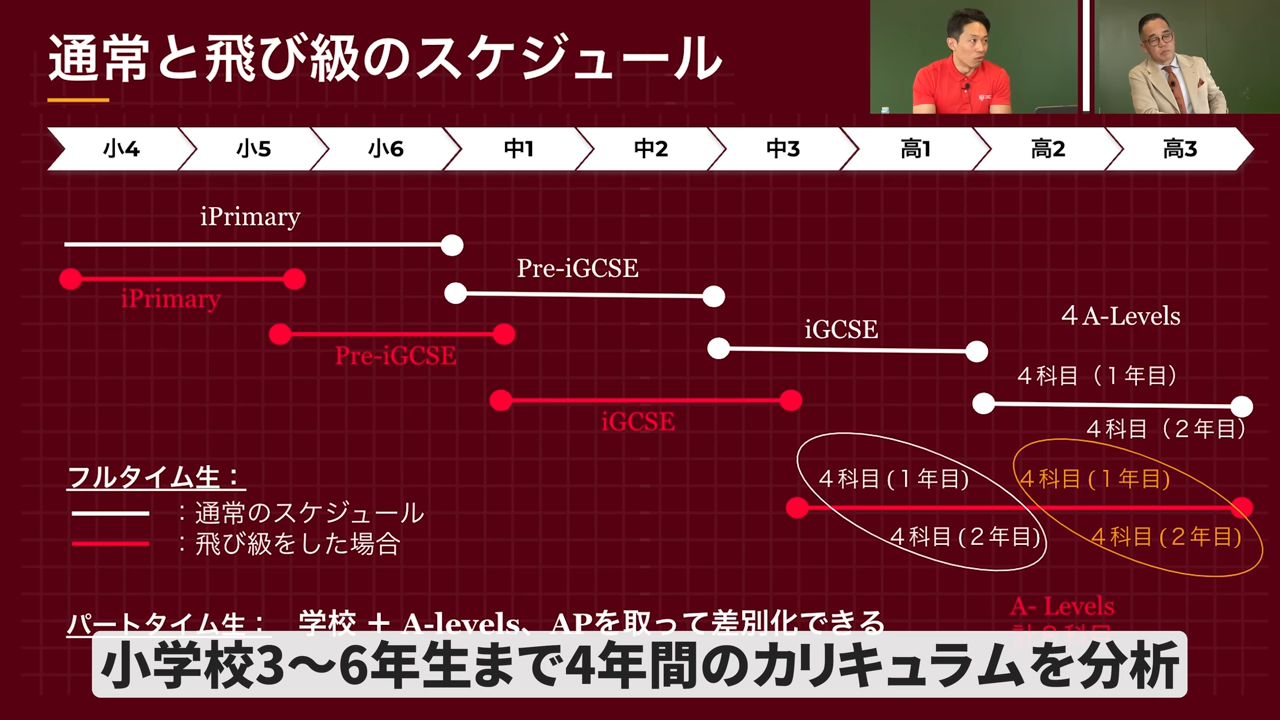 通常と飛び級のスケジュール
小4 小5 小6 中1 中2 中3 高1 高2 高3
iPrimary
Pre-iGCSE
iPrimary
iGCSE
４A-Levels
Pre-iGCSE
４科目（１年目）
iGCSE
４科目（２年目）
フルタイム生：
４科目(１年目)
４科目(１年目)
：通常のスケジュール
４科目(２年目)
４科目(２年目)
：飛び級をした場合
A- Levels
パートタイム生： 学校 ＋ A-levels、APを取って差別化できる
小学校3〜6年生まで4年間のカリキュラムを分析